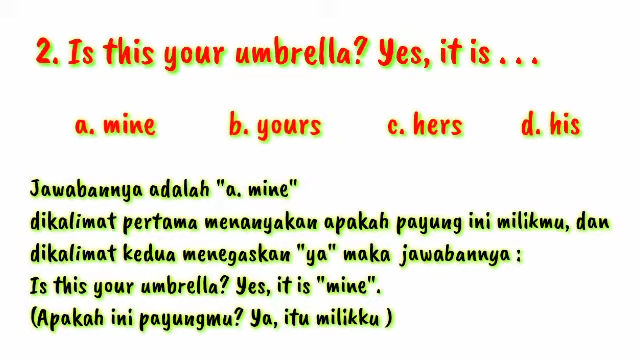 2. Is this your umbrella? Yes, it is . . .
a. mine b. yours c. hers d. his
Jawabannya adalah "a. mine"
dikalimat pertama menanyakan apakah payung ini milikmu, dan
dikalimat kedua menegaskan "ya" maka jawabannya :
Is this your umbrella? Yes, it is "mine".
(Apakah ini payungmu? Ya, itu milikku )